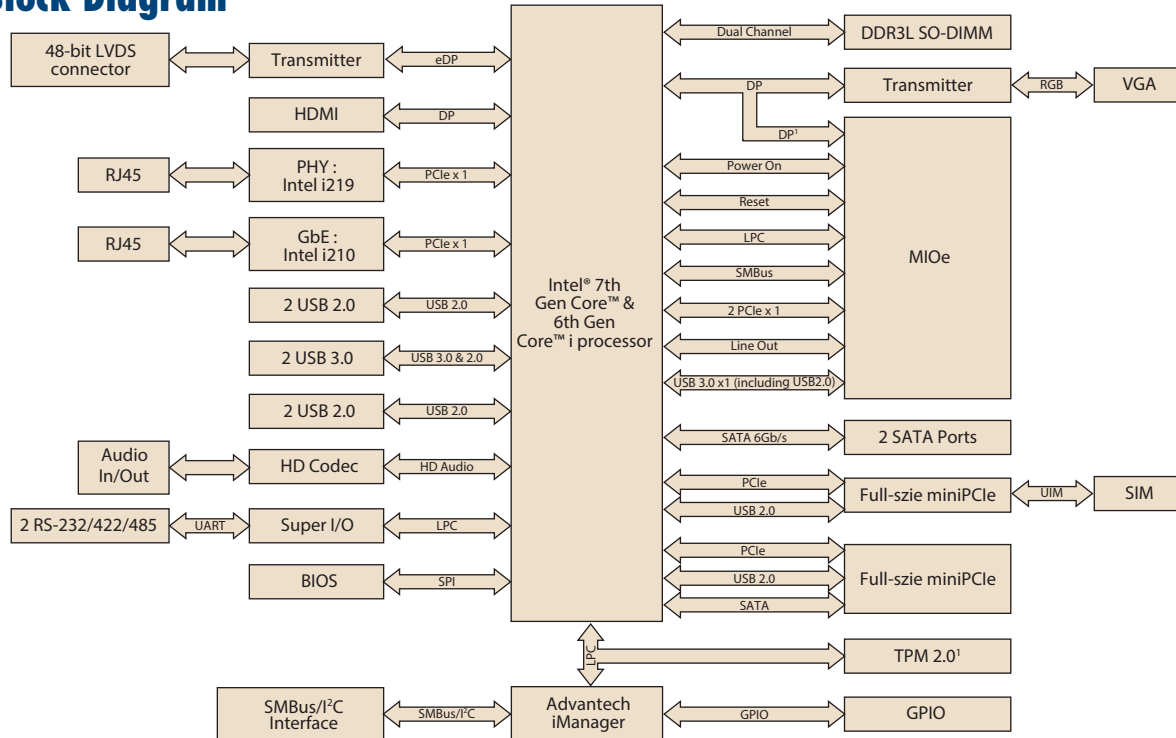 Block Diagram
48-bit LVDS
connector
Transmitter
eDP
HDMI
DP
RJ45
PHY :
Intel i219
PCIe x 1
RJ45
GbE :
Intel i210
PCIe x 1
2 USB 2.0
USB 2.0
2 USB 3.0
USB 3.0 & 2.0
2 USB 2.0
USB 2.0
Audio
In/Out
HD Codec
HD Audio
2 RS-232/422/485
UART
Super I/O
LPC
BIOS
SPI
Intel® 7th
Gen Core™ &
6th Gen
Core™ i processor
Dual Channel
DDR3L SO-DIMM
DP
Transmitter
RGB
VGA
DP¹
Power On
Reset
LPC
SMBus
2 PCIe x 1
Line Out
USB 3.0 x1 (including USB2.0)
MIOe
SATA 6Gb/s
2 SATA Ports
PCIe
USB 2.0
Full-szie miniPCIe
UIM
SIM
PCIe
USB 2.0
SATA
Full-szie miniPCIe
LPC
TPM 2.0¹
SMBus/I²C
Interface
SMBus/I²C
Advantech
iManager
GPIO
GPIO